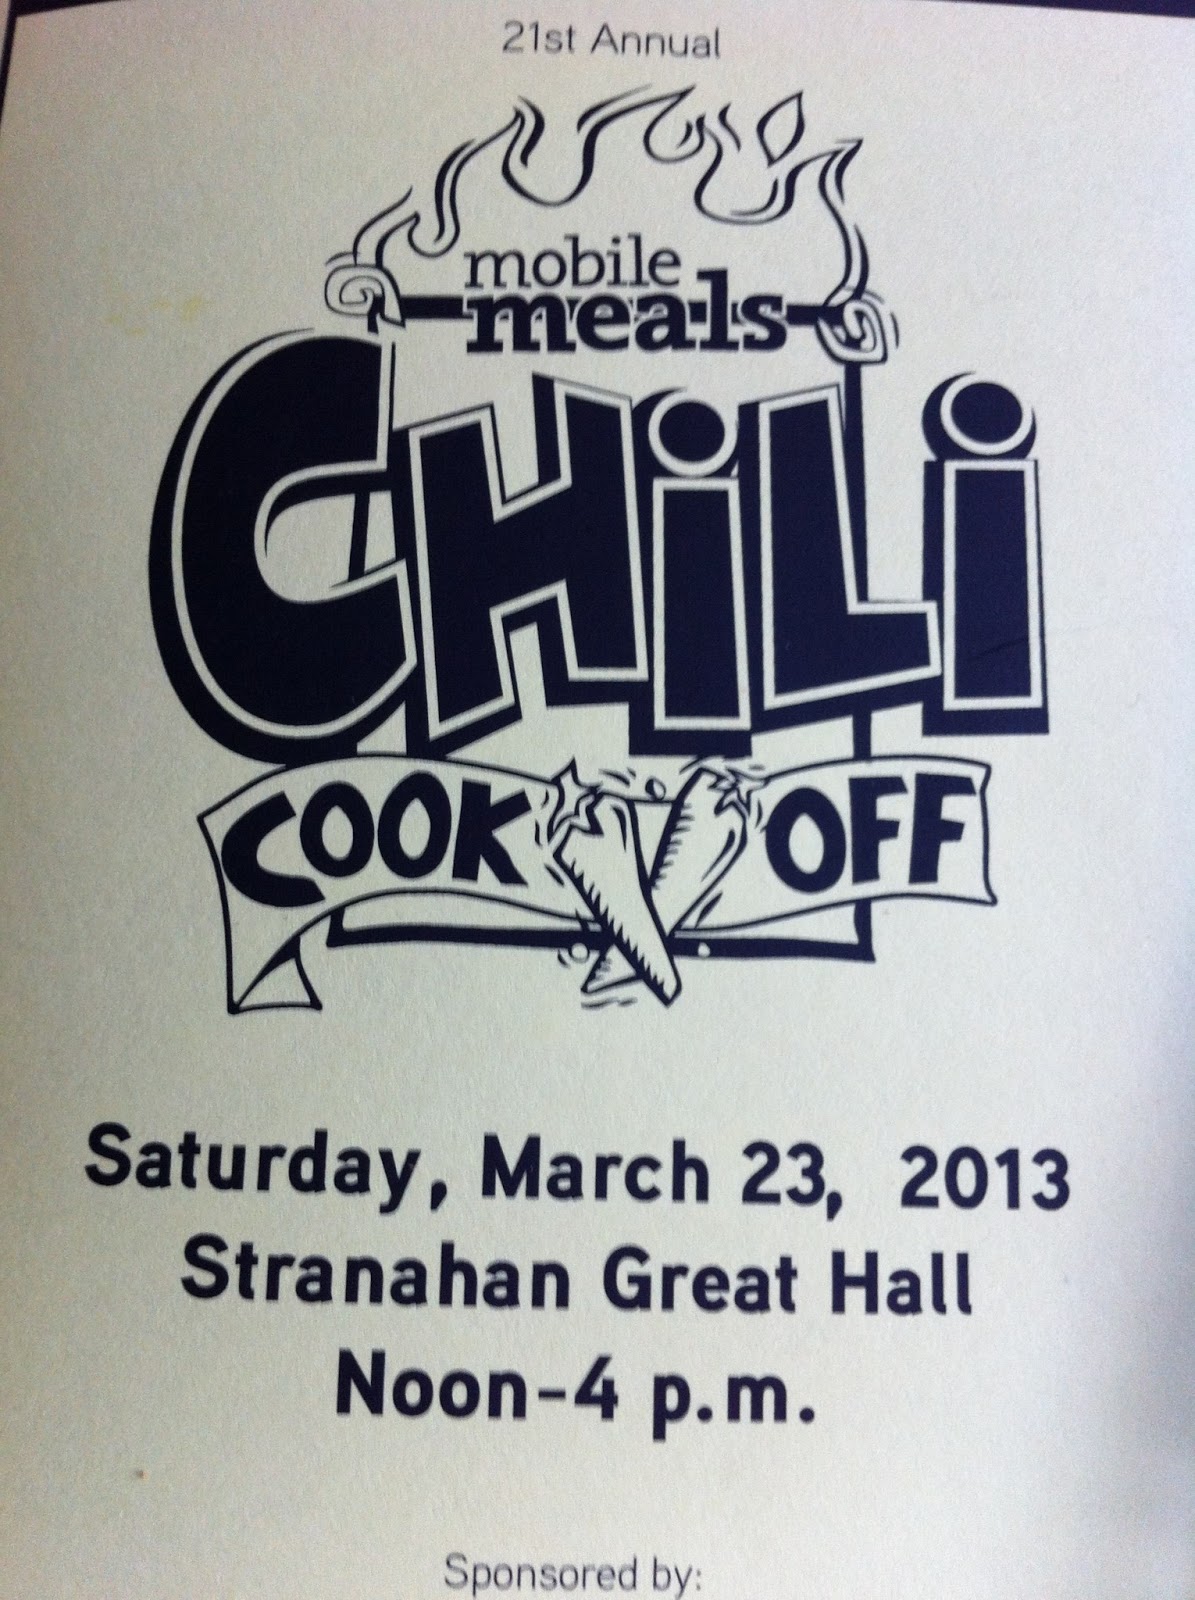 21st Annual
mobile
meals
CHiLi
COOK OFF
Saturday, March 23, 2013
Stranahan Great Hall
Noon-4 p.m.
Sponsored by: